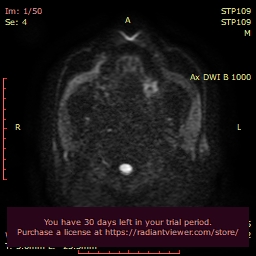 Im: 1/50
Se: 4
STP109
STP109
M
A
Ax DWI B 1000
R
L
You have 30 days left in your trial period.
Purchase a license at https://radiantviewer.com/store/